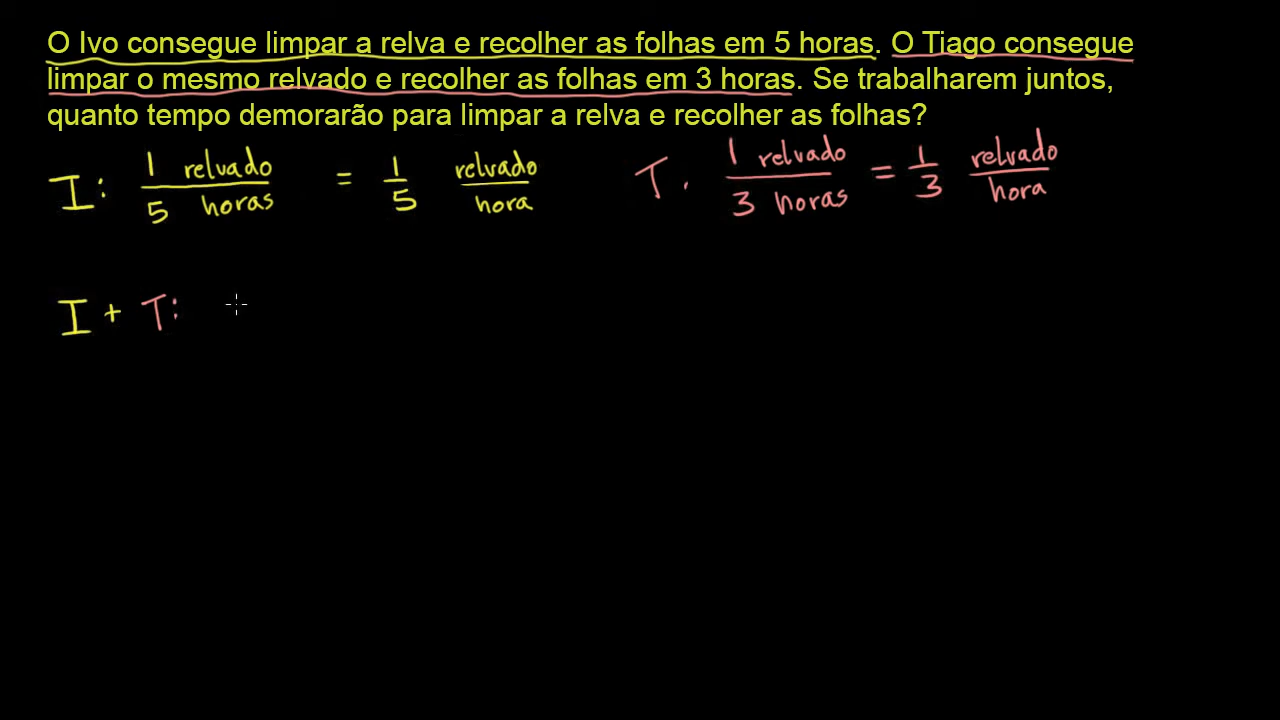 O Ivo consegue limpar a relva e recolher as folhas em 5 horas. O Tiago consegue
limpar o mesmo relvado e recolher as folhas em 3 horas. Se trabalharem juntos,
quanto tempo demorarão para limpar a relva e recolher as folhas?
I: 1 relvado / 5 horas = 1/5 relvado/hora
T. 1 relvado / 3 horas = 1/3 relvado/hora
I + T: